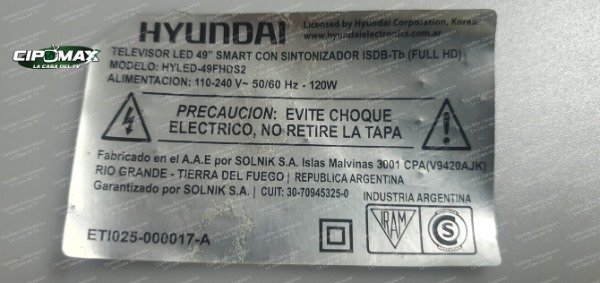 HYUNDAI
Licensed by Hyundai Corporation, Korea
www.hyundai-electronics.com.ar
CIPOMAX
LA CASA DEL TV
TELEVISOR LED 49" SMART CON SINTONIZADOR ISDB-Tb (FULL HD)
MODELO: HYLED-49FHDS2
ALIMENTACION: 110-240 V~ 50/60 Hz - 120W
PRECAUCION: EVITE CHOQUE
ELECTRICO, NO RETIRE LA TAPA
Fabricado en el A.A.E por SOLNIK S.A. Islas Malvinas 3001 CPA(V9420AJK)
RIO GRANDE - TIERRA DEL FUEGO | REPUBLICA ARGENTINA
Garantizado por SOLNIK S.A. | CUIT: 30-70945325-0
INDUSTRIA ARGENTINA
IRAM
S
ETI025-000017-A